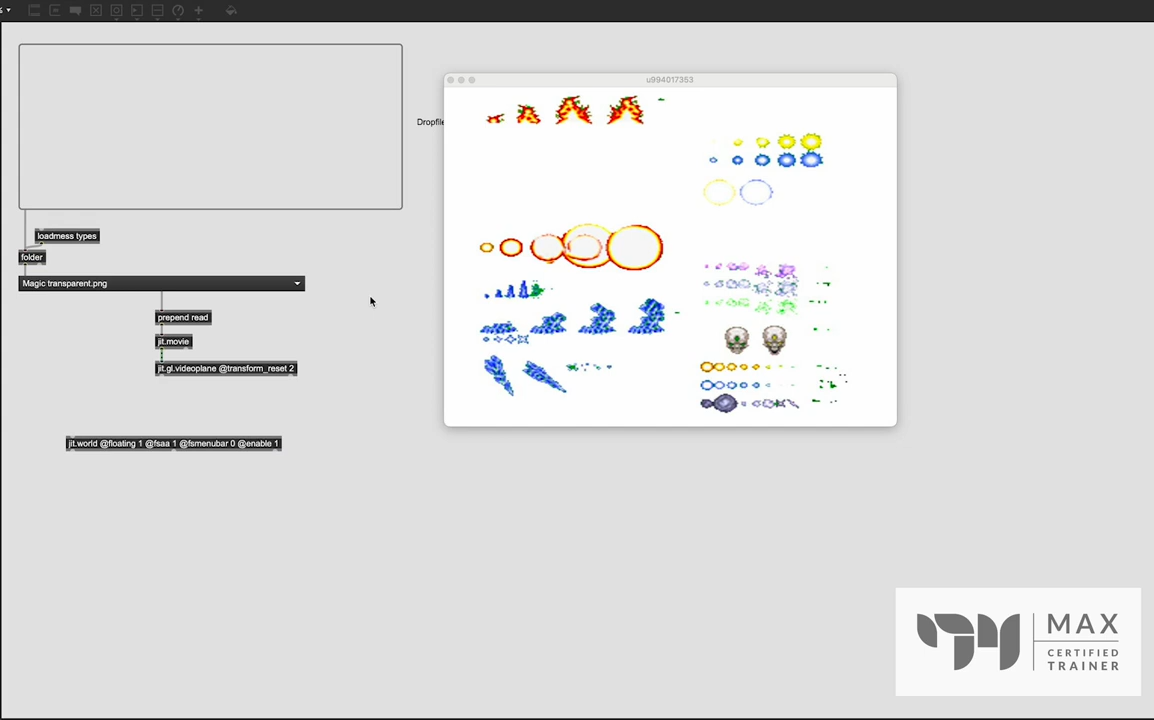 u994017353
Dropfile
loadmess types
folder
Magic transparent.png
prepend read
jit.movie
jit.gl.videoplane @transform_reset 2
jit.world @floating 1 @fsaa 1 @fsmenubar 0 @enable 1
MAX
CERTIFIED
TRAINER